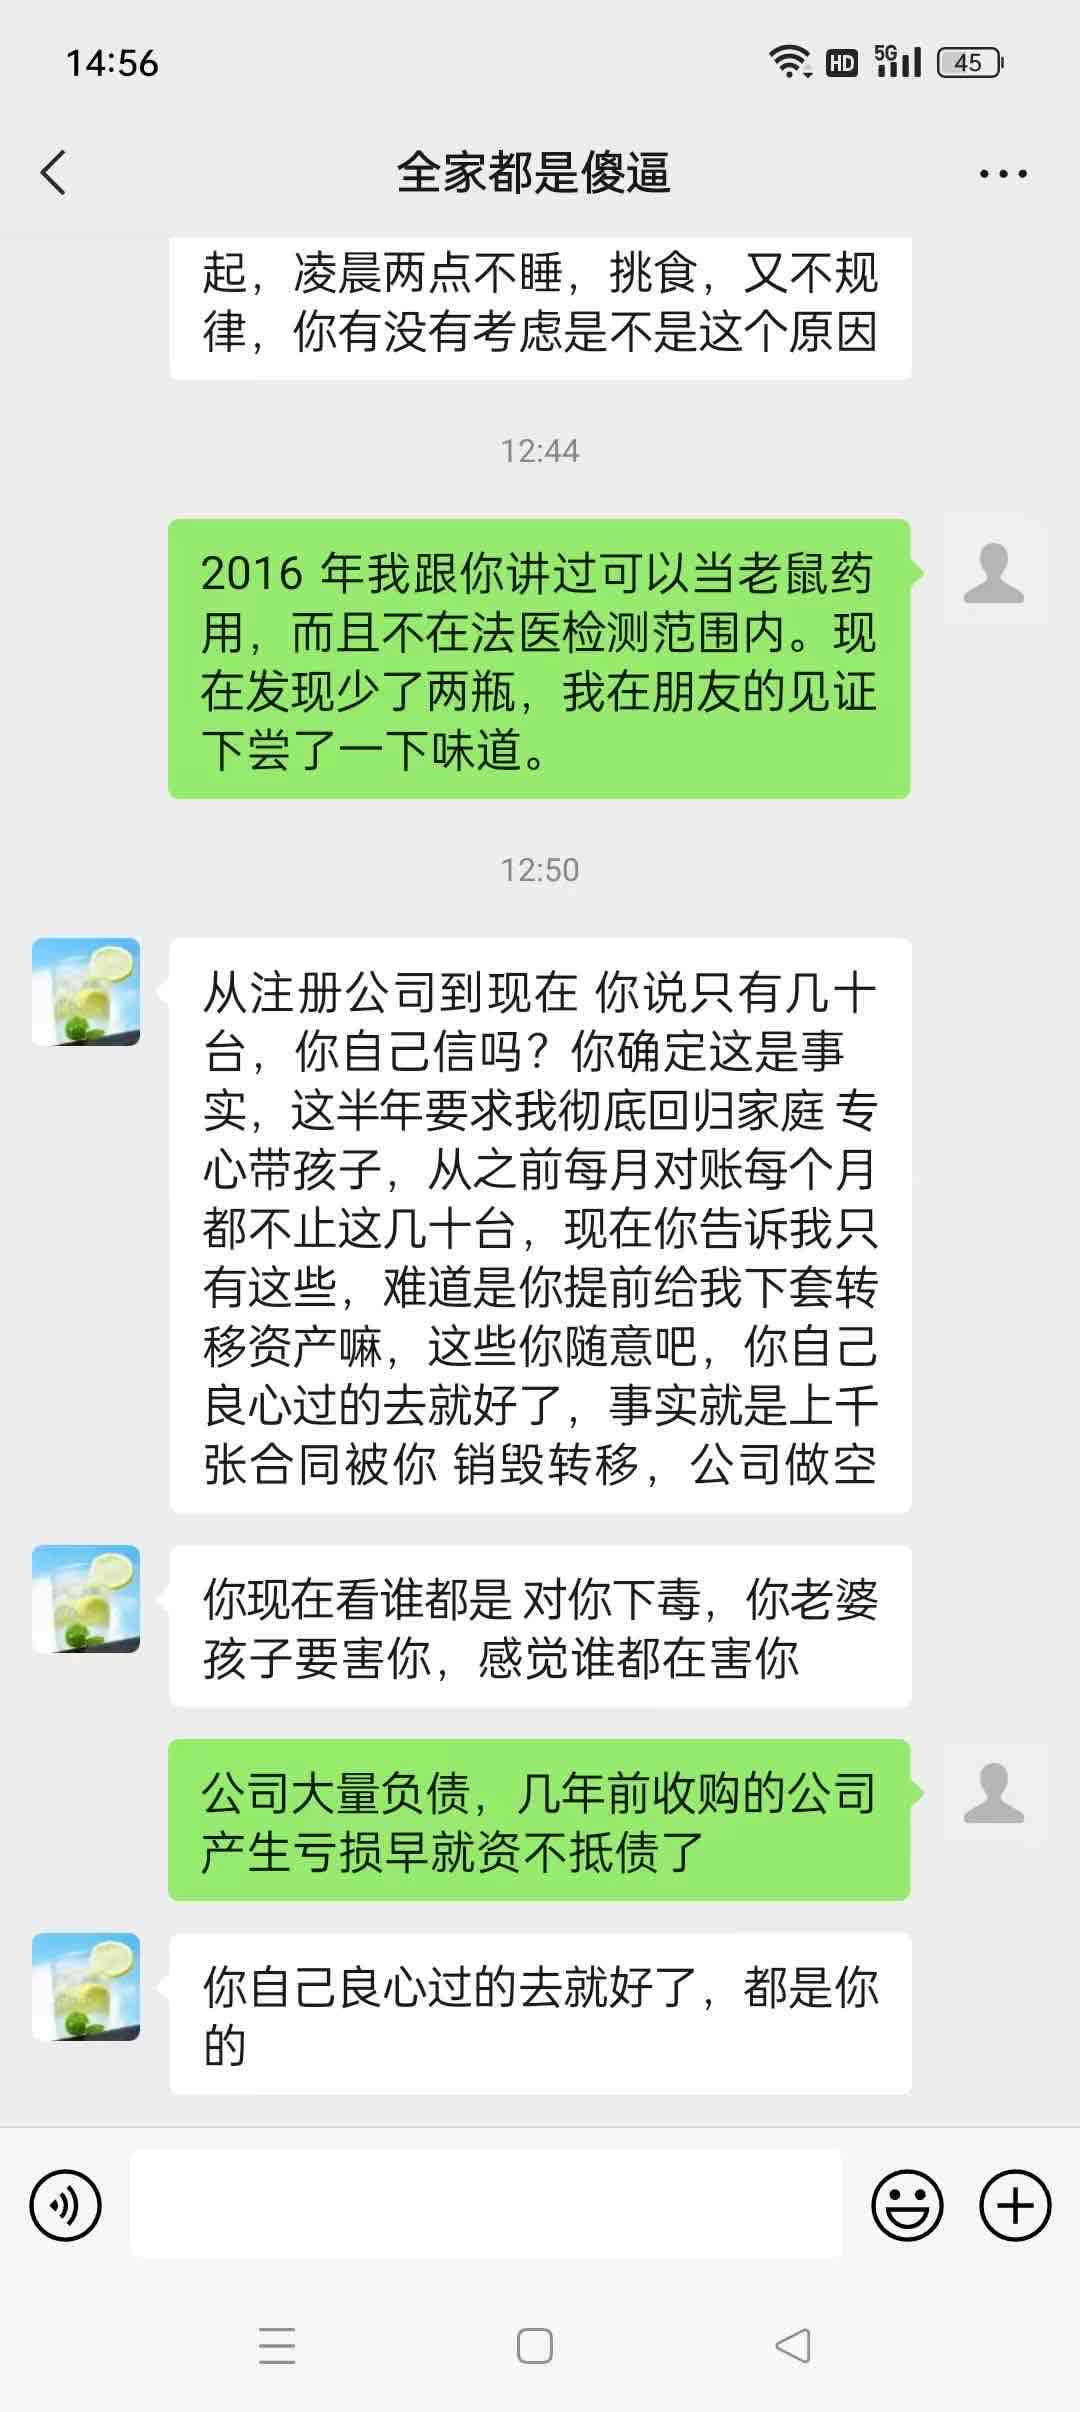 14:56
HD 5G 45
全家都是傻逼
起，凌晨两点不睡，挑食，又不规
律，你有没有考虑是不是这个原因
12:44
2016 年我跟你讲过可以当老鼠药
用，而且不在法医检测范围内。现
在发现少了两瓶，我在朋友的见证
下尝了一下味道。
12:50
从注册公司到现在 你说只有几十
台，你自己信吗？你确定这是事
实，这半年要求我彻底回归家庭 专
心带孩子，从之前每月对账每个月
都不止这几十台，现在你告诉我只
有这些，难道是你提前给我下套转
移资产嘛，这些你随意吧，你自己
良心过的去就好了，事实就是上千
张合同被你 销毁转移，公司做空
你现在看谁都是 对你下毒，你老婆
孩子要害你，感觉谁都在害你
公司大量负债，几年前收购的公司
产生亏损早就资不抵债了
你自己良心过的去就好了，都是你
的